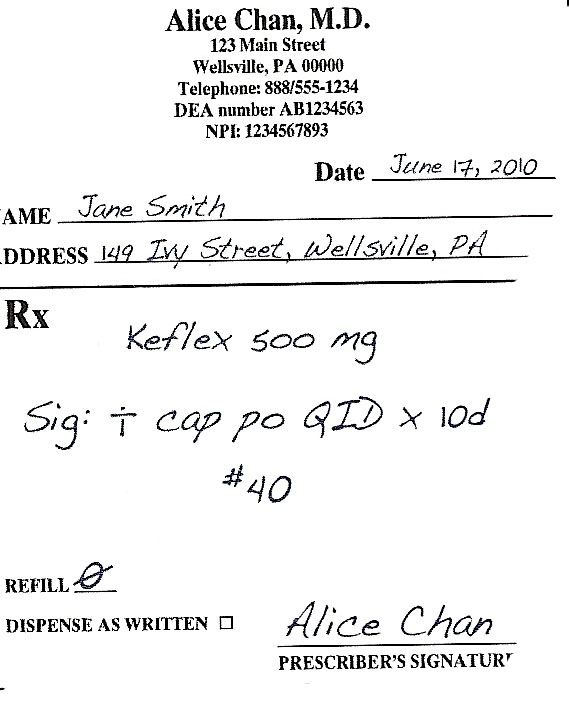 Alice Chan, M.D.
123 Main Street
Wellsville, PA 00000
Telephone: 888/555-1234
DEA number AB1234563
NPI: 1234567893
Date June 17, 2010
AME Jane Smith
DDRESS 149 Ivy Street, Wellsville, PA
Rx
Keflex 500 mg
Sig: i cap po QID x 10d
#40
REFILL 0
DISPENSE AS WRITTEN ☐
Alice Chan
PRESCRIBER'S SIGNATUR